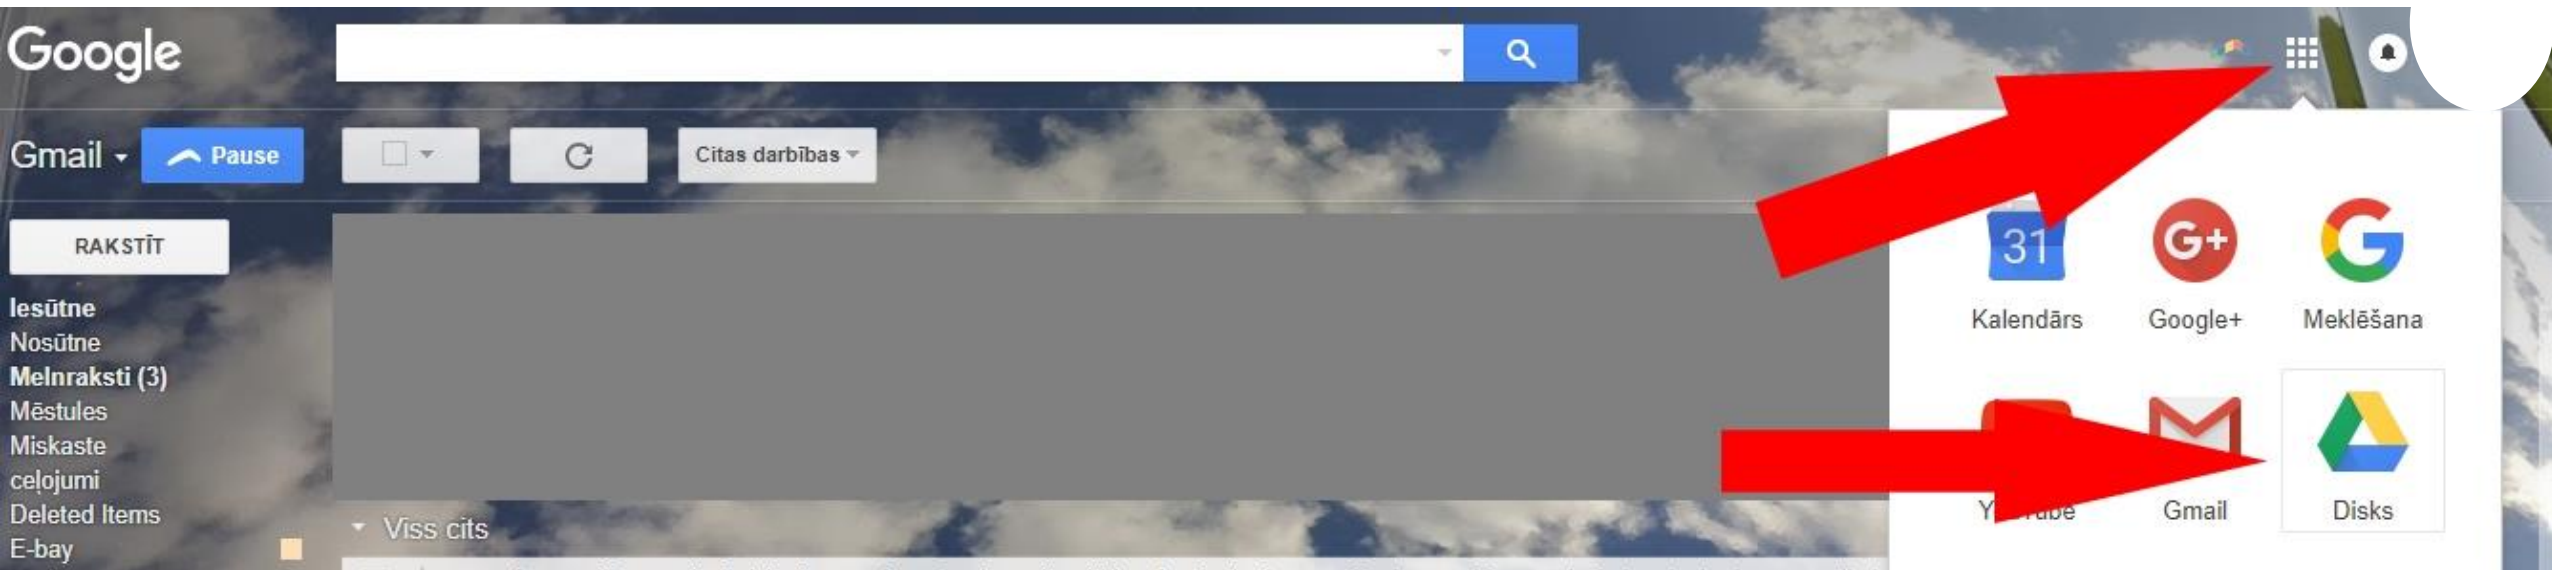 Google
Gmail
Pause
Citas darbības
RAKSTĪT
Iesūtne
Nosūtne
Melnraksti (3)
Mēstules
Miskaste
ceļojumi
Deleted Items
E-bay
Viss cits
31
G+
G
Kalendārs
Google+
Meklēšana
Gmail
Disks